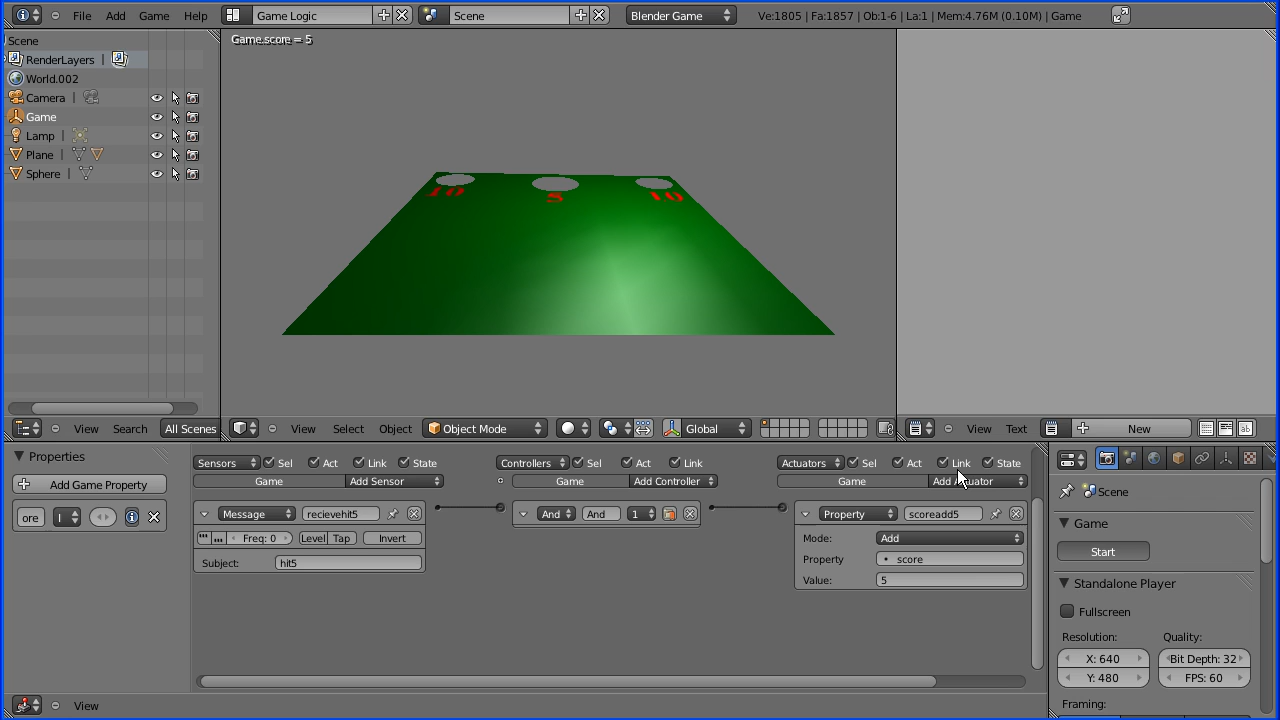 File Add Game Help Game Logic Scene Blender Game Ve:1805 | Fa:1857 | Ob:1-6 | La:1 | Mem:4.76M (0.10M) | Game
Scene
RenderLayers |
World.002
Camera |
Game
Lamp |
Plane |
Sphere |
View Search All Scenes
Game.score = 5
10 5 10
View Select Object Object Mode Global
View Text New
Properties
Add Game Property
ore I
Sensors Sel Act Link State
Game Add Sensor
Message recievehit5
Freq: 0 Level Tap Invert
Subject: hit5
Controllers Sel Act Link
Game Add Controller
And And 1
Actuators Sel Act Link State
Game Add Actuator
Property scoreadd5
Mode: Add
Property score
Value: 5
View
Scene
Game
Start
Standalone Player
Fullscreen
Resolution: Quality:
X: 640 Bit Depth: 32
Y: 480 FPS: 60
Framing: